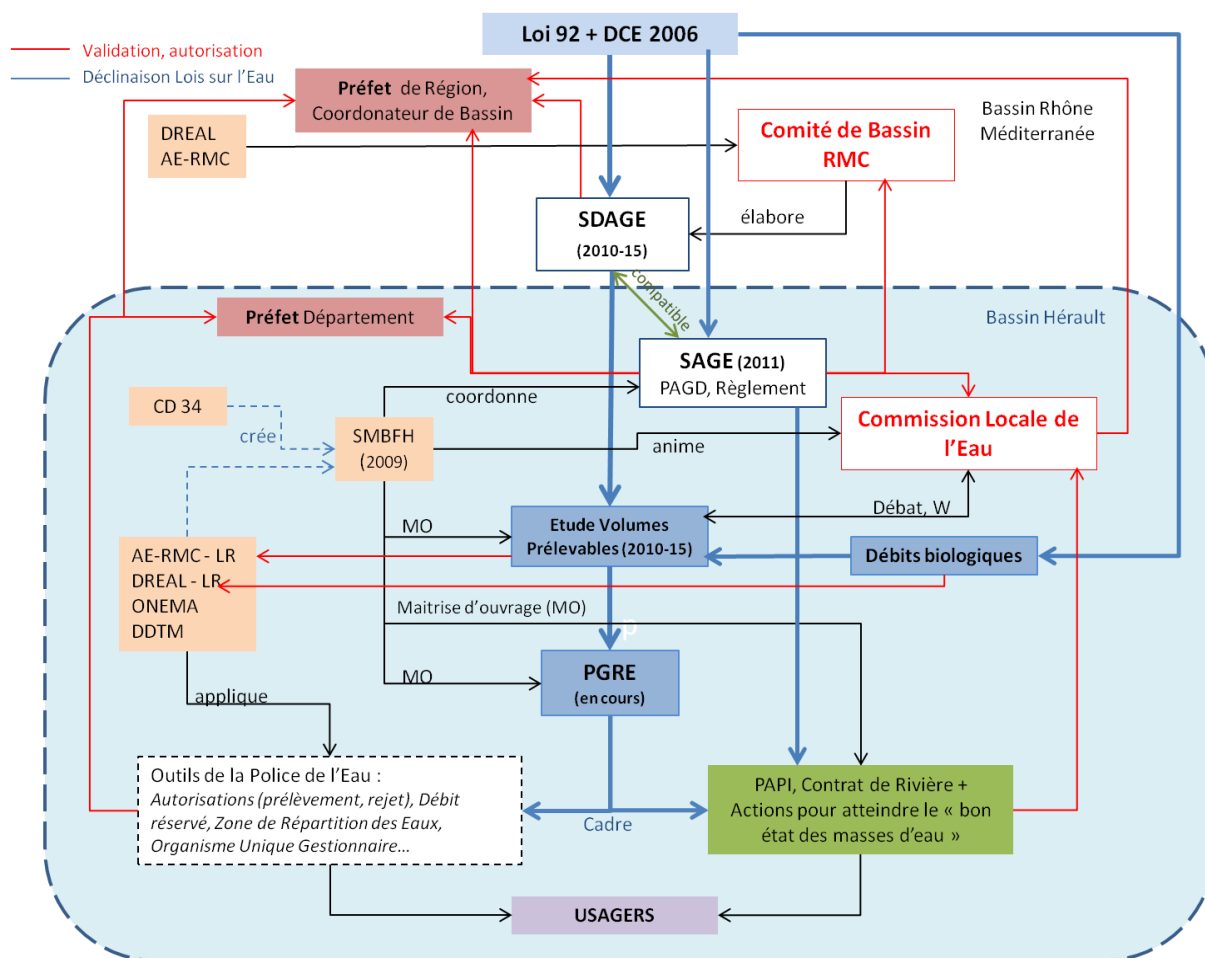 Loi 92 + DCE 2006
Validation, autorisation
Déclinaison Lois sur l'Eau
Préfet de Région,
Coordonateur de Bassin
Bassin Rhône
Méditerranée
DREAL
AE-RMC
Comité de Bassin
RMC
SDAGE
(2010-15)
élabore
compatible
Préfet Département
Bassin Hérault
SAGE (2011)
PAGD, Règlement
coordonne
CD 34
crée
SMBFH
(2009)
anime
Commission Locale de
l'Eau
Débat, W
MO
Etude Volumes
Prélevables (2010-15)
Débits biologiques
AE-RMC - LR
DREAL - LR
ONEMA
DDTM
Maitrise d'ouvrage (MO)
p
MO
PGRE
(en cours)
applique
Outils de la Police de l'Eau :
Autorisations (prélèvement, rejet), Débit
réservé, Zone de Répartition des Eaux,
Organisme Unique Gestionnaire...
Cadre
PAPI, Contrat de Rivière +
Actions pour atteindre le « bon
état des masses d'eau »
USAGERS